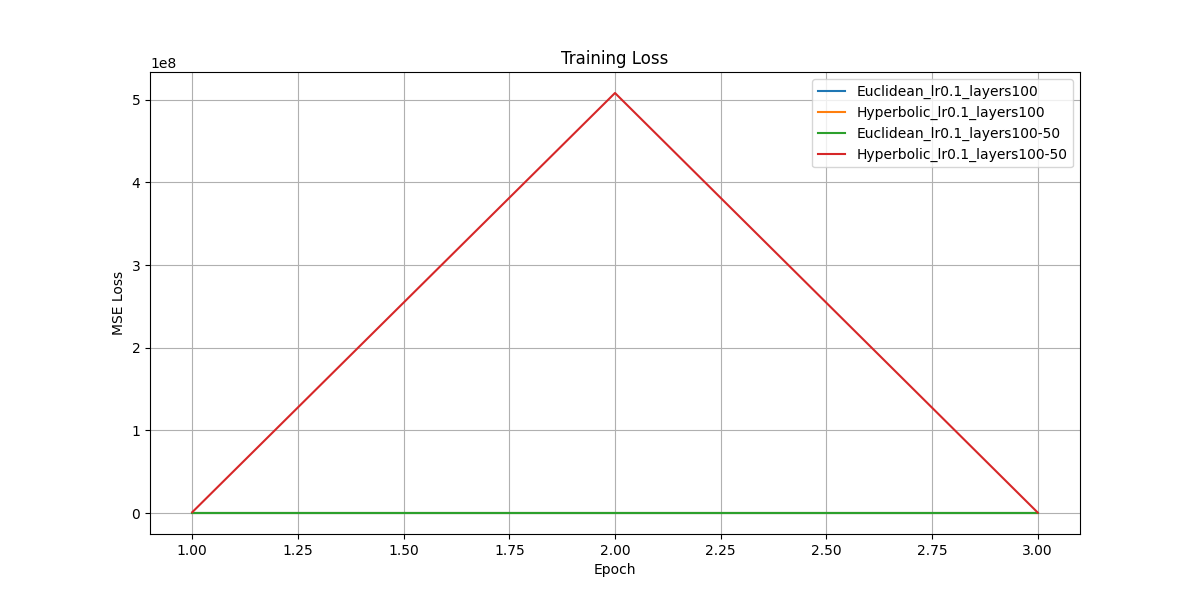 Training Loss
1e8
5
4
3
2
1
0
MSE Loss
1.00 1.25 1.50 1.75 2.00 2.25 2.50 2.75 3.00
Epoch
Euclidean_lr0.1_layers100
Hyperbolic_lr0.1_layers100
Euclidean_lr0.1_layers100-50
Hyperbolic_lr0.1_layers100-50